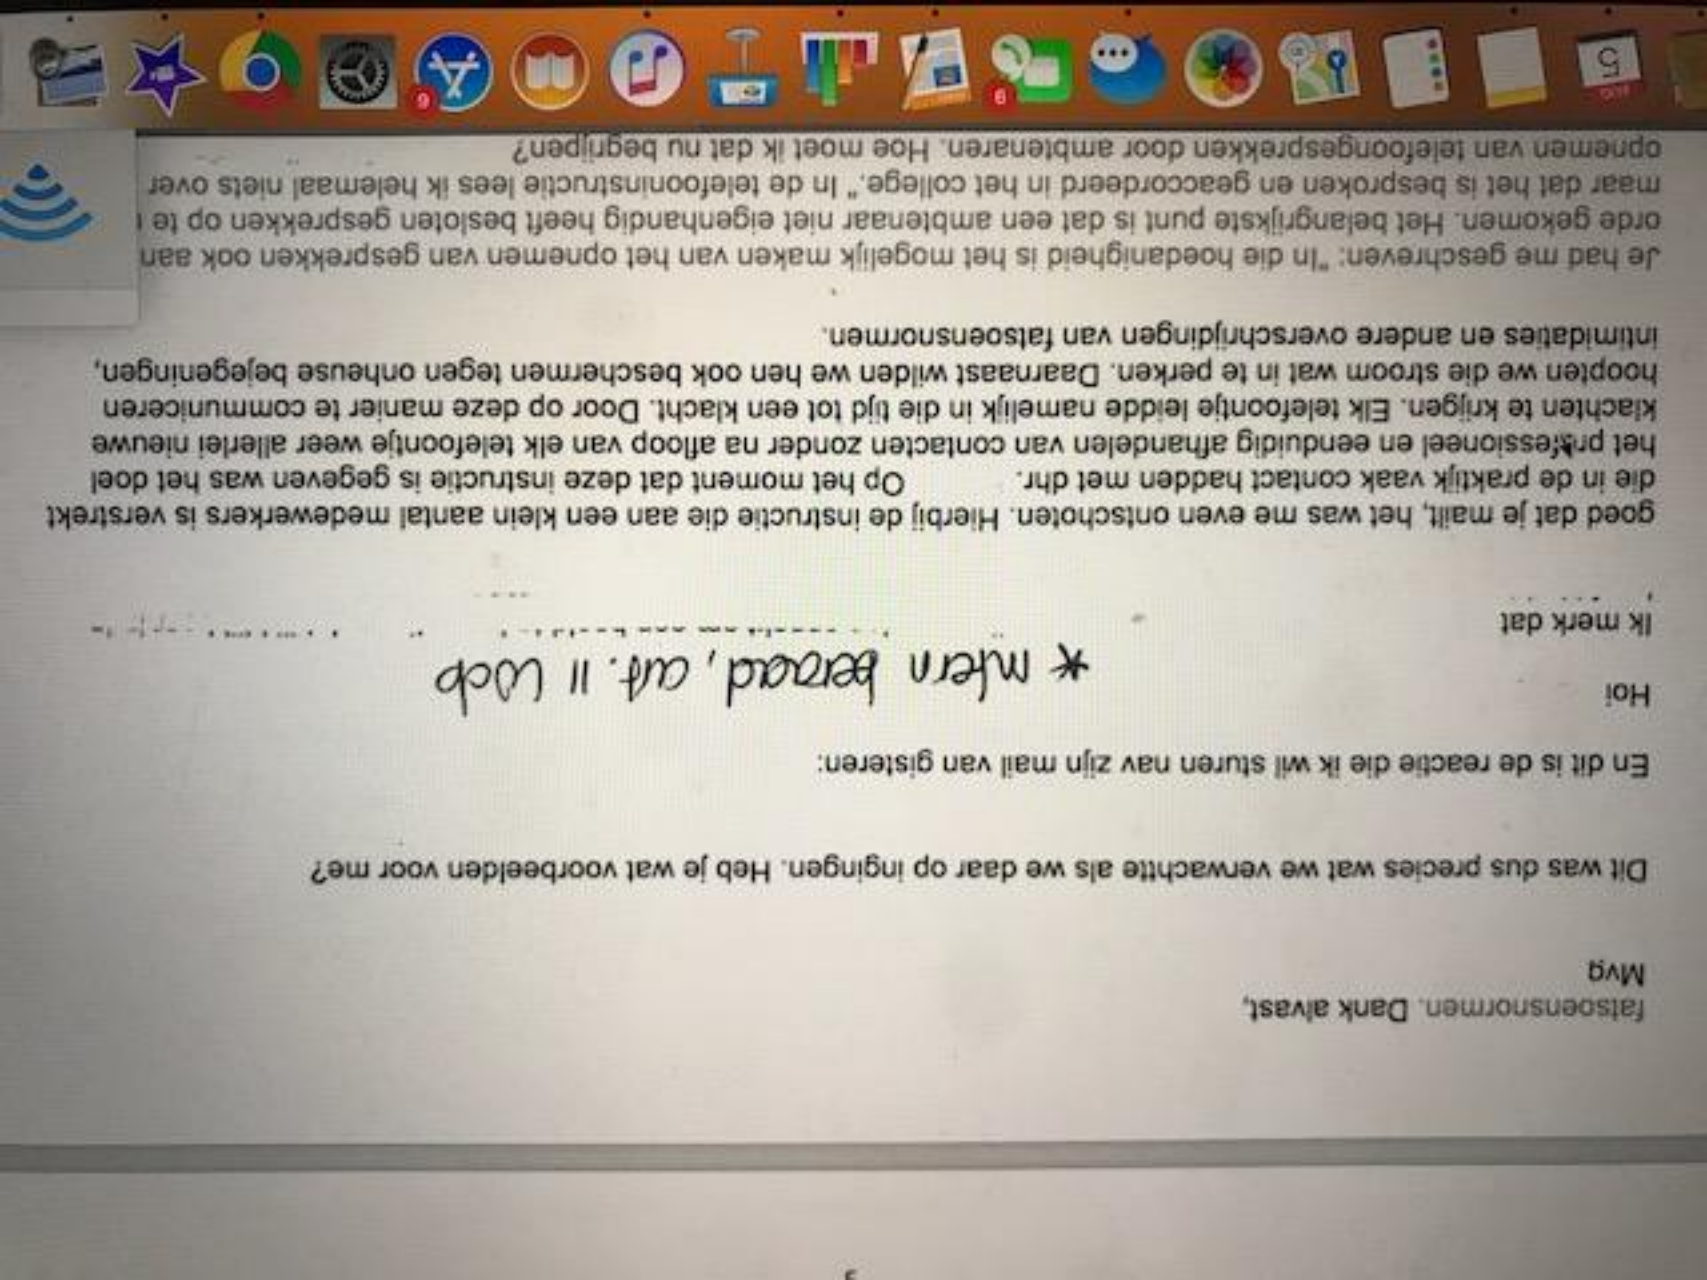 fatsoensnormen. Dank alvast,
Mvg
Dit was dus precies wat we verwachtte als we daar op ingingen. Heb je wat voorbeelden voor me?
En dit is de reactie die ik wil sturen nav zijn mail van gisteren:
Hoi
* intern beraad, art. 11 Wob
Ik merk dat
goed dat je mailt, het was me even ontschoten. Hierbij de instructie die aan een klein aantal medewerkers is verstrekt
die in de praktijk vaak contact hadden met dhr. Op het moment dat deze instructie is gegeven was het doel
het professioneel en eenduidig afhandelen van contacten zonder na afloop van elk telefoontje weer allerlei nieuwe
klachten te krijgen. Elk telefoontje leidde namelijk in die tijd tot een klacht. Door op deze manier te communiceren
hoopten we die stroom wat in te perken. Daarnaast wilden we hen ook beschermen tegen onheuse bejegeningen,
intimidaties en andere overschrijdingen van fatsoensnormen.
Je had me geschreven: "In die hoedanigheid is het mogelijk maken van het opnemen van gesprekken ook aan
orde gekomen. Het belangrijkste punt is dat een ambtenaar niet eigenhandig heeft besloten gesprekken op te
maar dat het is besproken en geaccordeerd in het college." In de telefooninstructie lees ik helemaal niets over
opnemen van telefoongesprekken door ambtenaren. Hoe moet ik dat nu begrijpen?
5